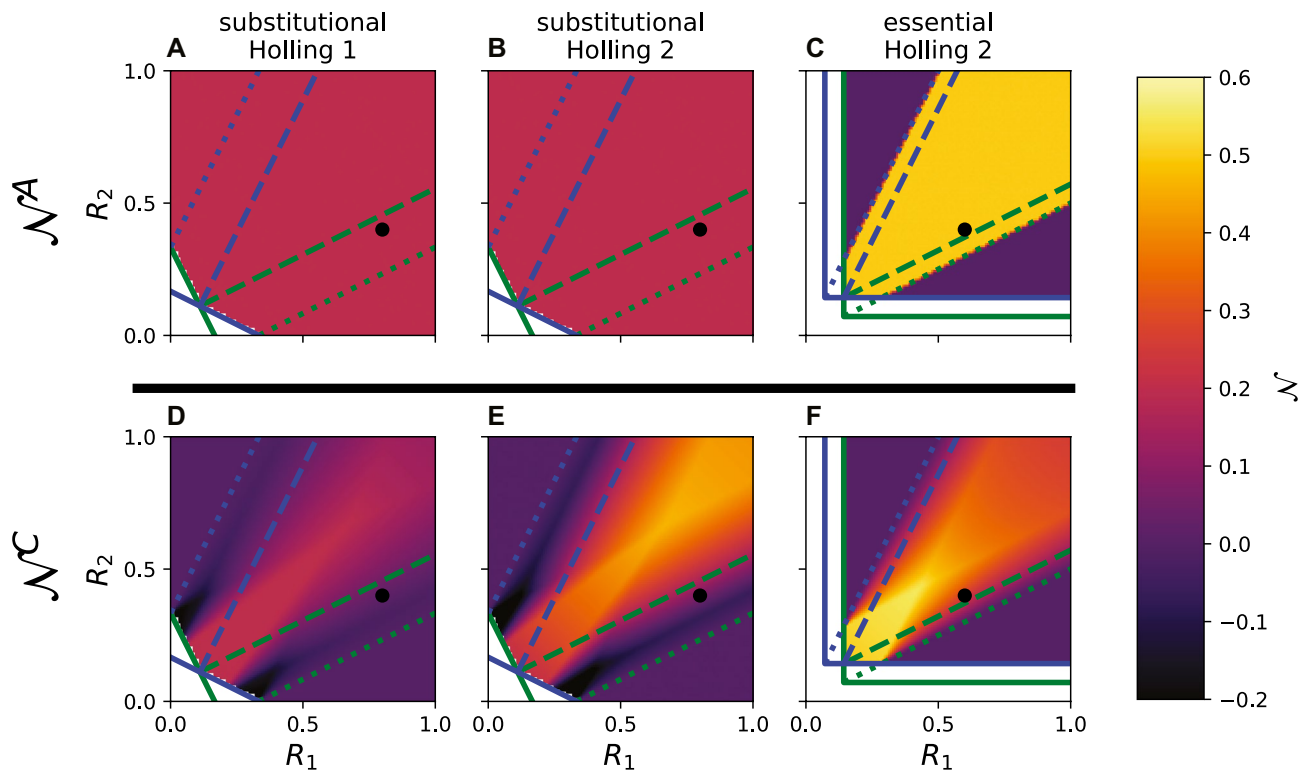 substitutional
Holling 1
substitutional
Holling 2
essential
Holling 2
A
B
C
1.0
0.5
0.0
R₂
𝒩ᴬ
D
E
F
1.0
0.5
0.0
R₂
𝒩ꟲ
0.0 0.5 1.0
R₁
0.0 0.5 1.0
R₁
0.0 0.5 1.0
R₁
0.6
0.5
0.4
0.3
0.2
0.1
0.0
−0.1
−0.2
𝒩